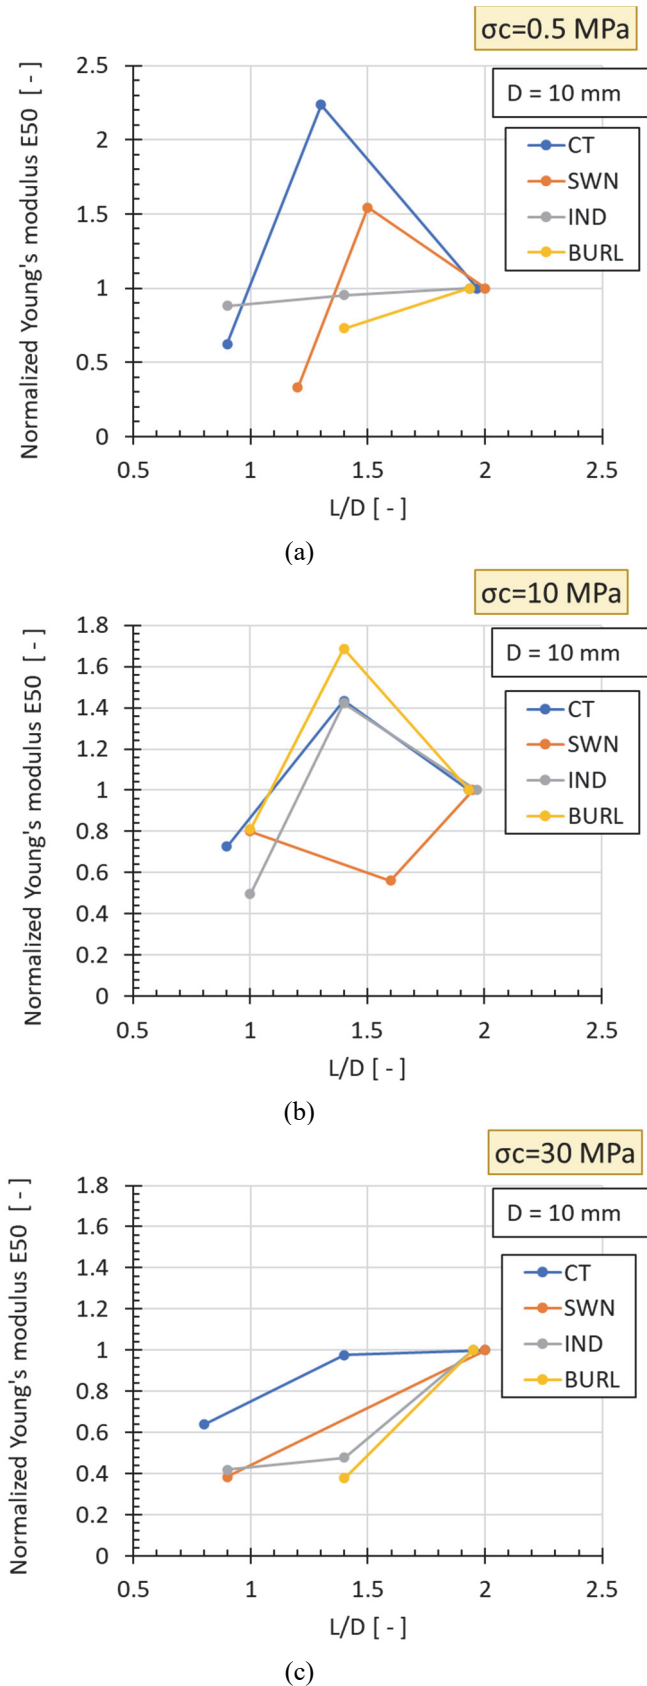 σc=0.5 MPa
D = 10 mm
Normalized Young's modulus E50 [ - ]
2.5
2
1.5
1
0.5
0
CT
SWN
IND
BURL
0.5 1 1.5 2 2.5
L/D [ - ]
(a)
σc=10 MPa
D = 10 mm
Normalized Young's modulus E50 [ - ]
1.8
1.6
1.4
1.2
1
0.8
0.6
0.4
0.2
0
CT
SWN
IND
BURL
0.5 1 1.5 2 2.5
L/D [ - ]
(b)
σc=30 MPa
D = 10 mm
Normalized Young's modulus E50 [ - ]
1.8
1.6
1.4
1.2
1
0.8
0.6
0.4
0.2
0
CT
SWN
IND
BURL
0.5 1 1.5 2 2.5
L/D [ - ]
(c)